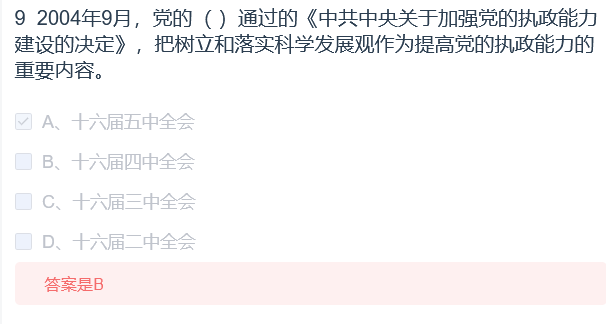 9 2004年9月，党的（ ）通过的《中共中央关于加强党的执政能力
建设的决定》，把树立和落实科学发展观作为提高党的执政能力的
重要内容。
A、十六届五中全会
B、十六届四中全会
C、十六届三中全会
D、十六届二中全会
答案是B